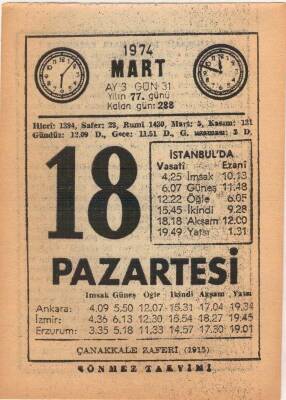 1974
MART
AY 3 GÜN 31
Yılın 77. günü
Kalan gün: 288
Hicri: 1394, Safer: 23, Rumi 1430, Mart: 5, Kasım: 131
Gündüz: 12.09 D., Gece: 11.51 D., G. uzaması: 3 D.
18
İSTANBUL'DA
Vasati Ezani
4.25 İmsak 10.13
6.07 Güneş 11.48
12.22 Öğle 6.05
15.45 İkindi 9.28
18.18 Akşam 12.00
19.49 Yatsı 1.31
PAZARTESİ
Imsak Güneş Öğle İkindi Akşam Yatsı
Ankara: 4.09 5.50 12.07 15.31 17.04 19.34
İzmir: 4.36 6.13 12.30 15.54 18.27 19.45
Erzurum: 3.35 5.18 11.33 14.57 17.30 19.01
ÇANAKKALE ZAFERİ (1915)
SÖNMEZ TAKVİMİ